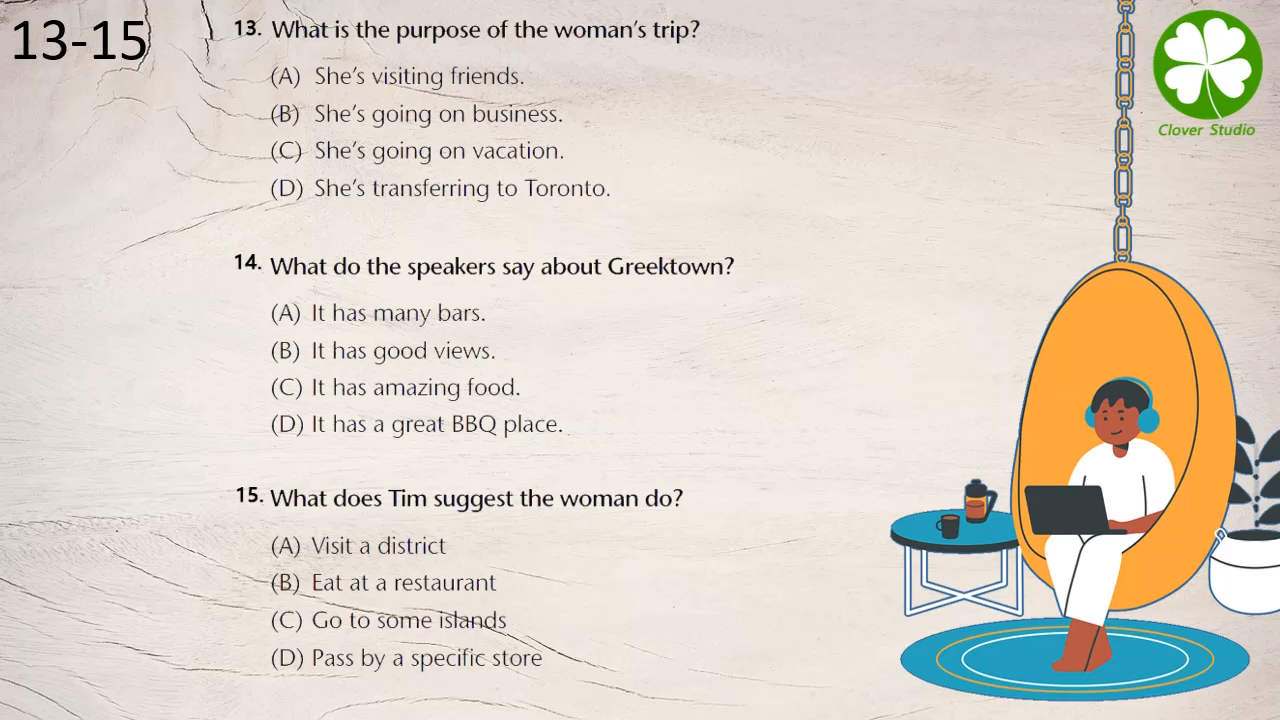 13-15
13. What is the purpose of the woman's trip?
(A) She's visiting friends.
(B) She's going on business.
(C) She's going on vacation.
(D) She's transferring to Toronto.
14. What do the speakers say about Greektown?
(A) It has many bars.
(B) It has good views.
(C) It has amazing food.
(D) It has a great BBQ place.
15. What does Tim suggest the woman do?
(A) Visit a district
(B) Eat at a restaurant
(C) Go to some islands
(D) Pass by a specific store
Clover Studio